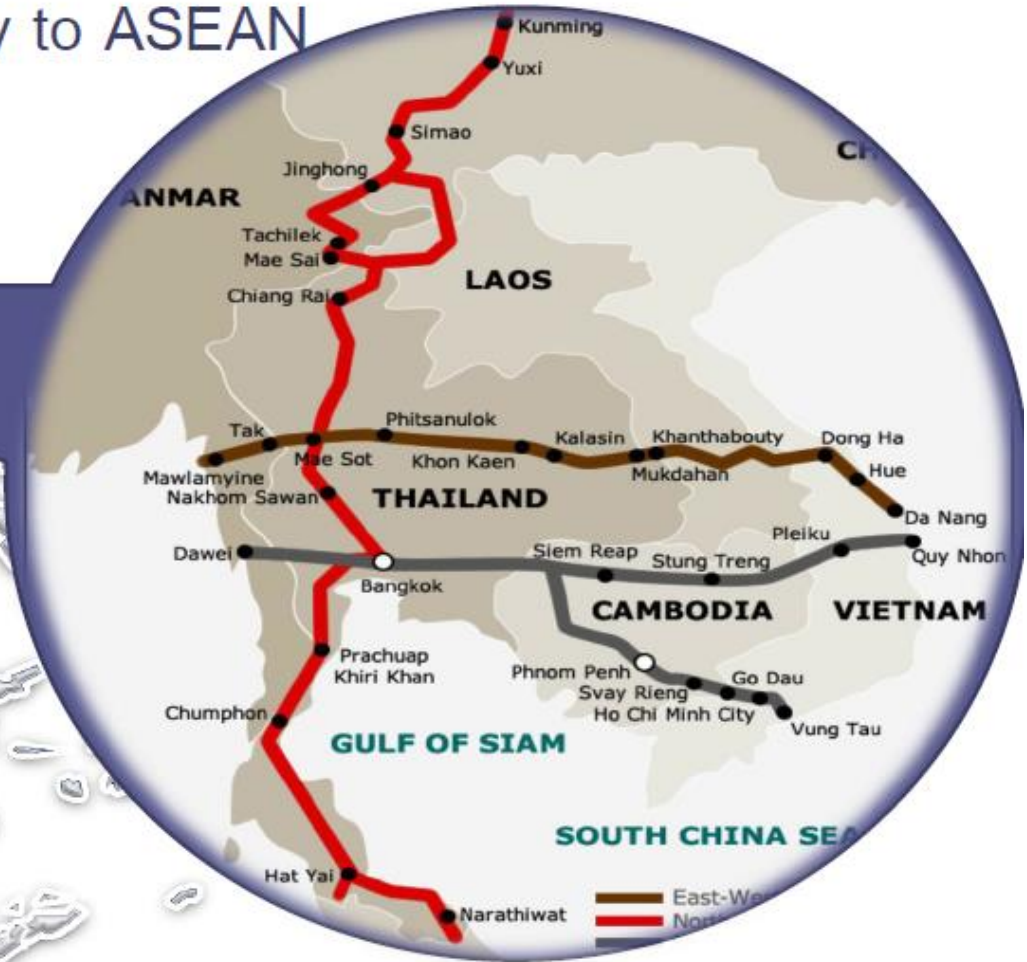 to ASEAN
Kunming
Yuxi
Simao
Jinghong
ANMAR
Tachilek
Mae Sai
LAOS
Chiang Rai
Phitsanulok
Tak
Kalasin
Khanthabouty
Dong Ha
Mae Sot
Khon Kaen
Mukdahan
Hue
Mawlamyine
Nakhom Sawan
THAILAND
Da Nang
Pleiku
Dawei
Siem Reap
Stung Treng
Quy Nhon
Bangkok
CAMBODIA
VIETNAM
Prachuap
Khiri Khan
Phnom Penh
Go Dau
Svay Rieng
Ho Chi Minh City
Chumphon
Vung Tau
GULF OF SIAM
SOUTH CHINA SEA
Hat Yai
East-We
Narathiwat